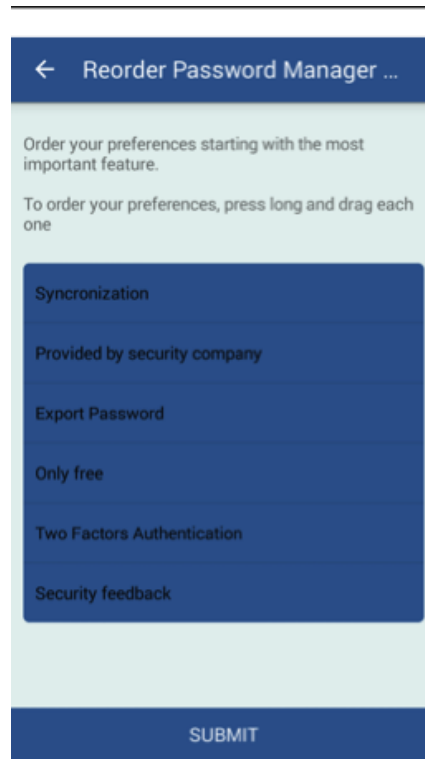 Reorder Password Manager ...
Order your preferences starting with the most
important feature.
To order your preferences, press long and drag each
one
Syncronization
Provided by security company
Export Password
Only free
Two Factors Authentication
Security feedback
SUBMIT